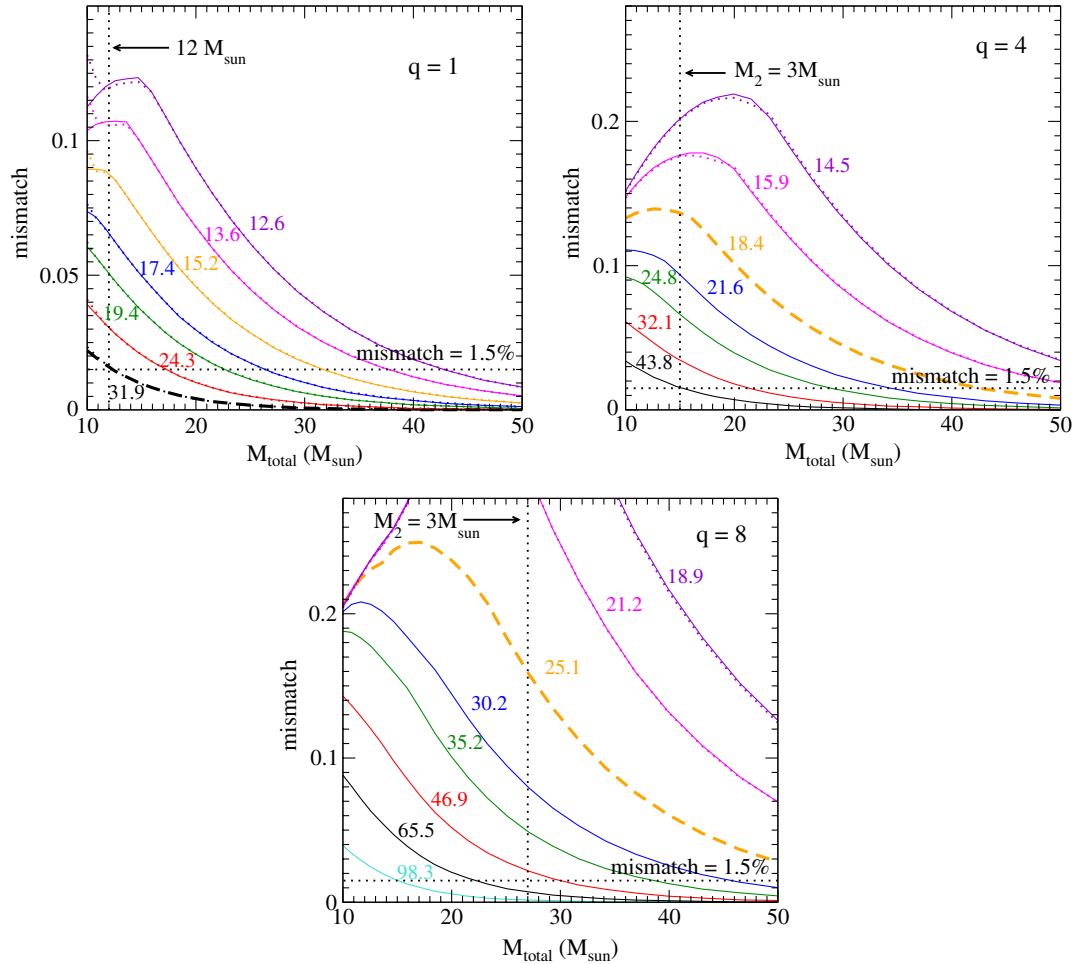 12 M_sun
q = 1
0.1
0.05
0
mismatch
12.6
13.6
15.2
17.4
19.4
24.3
31.9
mismatch = 1.5%
10 20 30 40 50
M_total (M_sun)
q = 4
M_2 = 3M_sun
0.2
0.1
0
mismatch
14.5
15.9
18.4
24.8
21.6
32.1
43.8
mismatch = 1.5%
10 20 30 40 50
M_total (M_sun)
M_2 = 3M_sun
q = 8
0.2
0.1
0
mismatch
18.9
21.2
25.1
30.2
35.2
46.9
65.5
98.3
mismatch = 1.5%
10 20 30 40 50
M_total (M_sun)